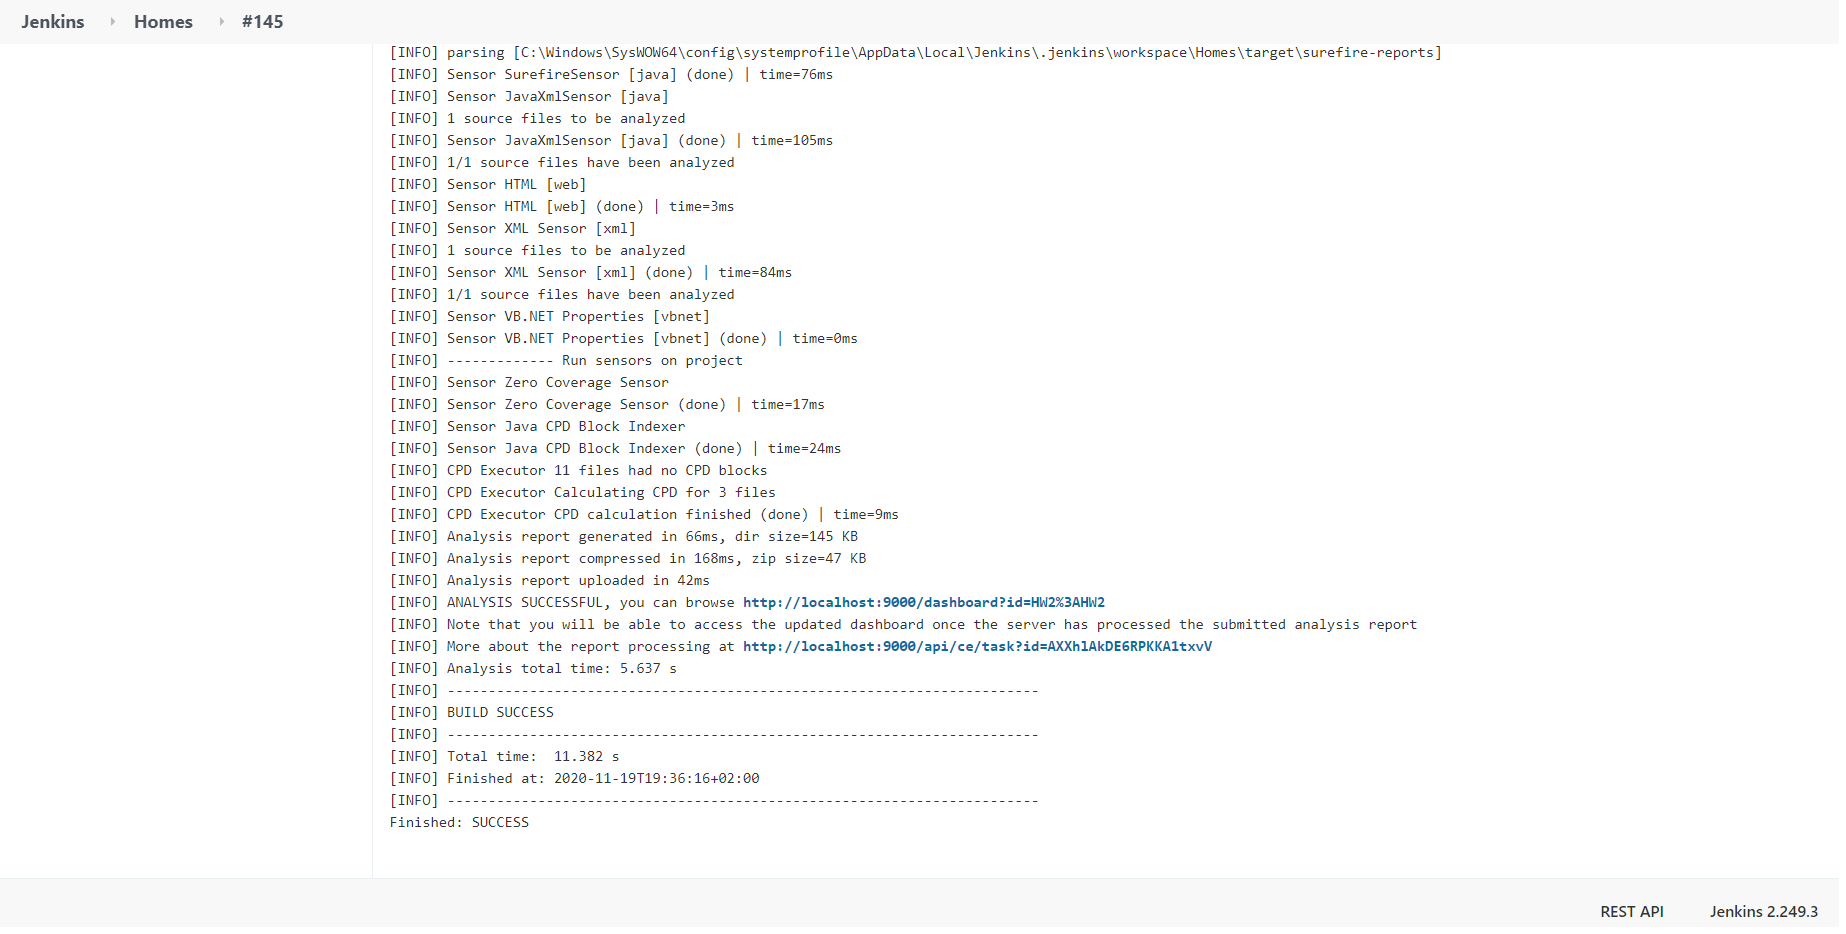 Jenkins Homes #145
[INFO] parsing [C:\Windows\SysWOW64\config\systemprofile\AppData\Local\Jenkins\.jenkins\workspace\Homes\target\surefire-reports]
[INFO] Sensor SurefireSensor [java] (done) | time=76ms
[INFO] Sensor JavaXmlSensor [java]
[INFO] 1 source files to be analyzed
[INFO] Sensor JavaXmlSensor [java] (done) | time=105ms
[INFO] 1/1 source files have been analyzed
[INFO] Sensor HTML [web]
[INFO] Sensor HTML [web] (done) | time=3ms
[INFO] Sensor XML Sensor [xml]
[INFO] 1 source files to be analyzed
[INFO] Sensor XML Sensor [xml] (done) | time=84ms
[INFO] 1/1 source files have been analyzed
[INFO] Sensor VB.NET Properties [vbnet]
[INFO] Sensor VB.NET Properties [vbnet] (done) | time=0ms
[INFO] ------------- Run sensors on project
[INFO] Sensor Zero Coverage Sensor
[INFO] Sensor Zero Coverage Sensor (done) | time=17ms
[INFO] Sensor Java CPD Block Indexer
[INFO] Sensor Java CPD Block Indexer (done) | time=24ms
[INFO] CPD Executor 11 files had no CPD blocks
[INFO] CPD Executor Calculating CPD for 3 files
[INFO] CPD Executor CPD calculation finished (done) | time=9ms
[INFO] Analysis report generated in 66ms, dir size=145 KB
[INFO] Analysis report compressed in 168ms, zip size=47 KB
[INFO] Analysis report uploaded in 42ms
[INFO] ANALYSIS SUCCESSFUL, you can browse http://localhost:9000/dashboard?id=HW2%3AHW2
[INFO] Note that you will be able to access the updated dashboard once the server has processed the submitted analysis report
[INFO] More about the report processing at http://localhost:9000/api/ce/task?id=AXXhlAkDE6RPKKA1txvV
[INFO] Analysis total time: 5.637 s
[INFO] ------------------------------------------------------------------------
[INFO] BUILD SUCCESS
[INFO] ------------------------------------------------------------------------
[INFO] Total time:  11.382 s
[INFO] Finished at: 2020-11-19T19:36:16+02:00
[INFO] ------------------------------------------------------------------------
Finished: SUCCESS
REST API Jenkins 2.249.3